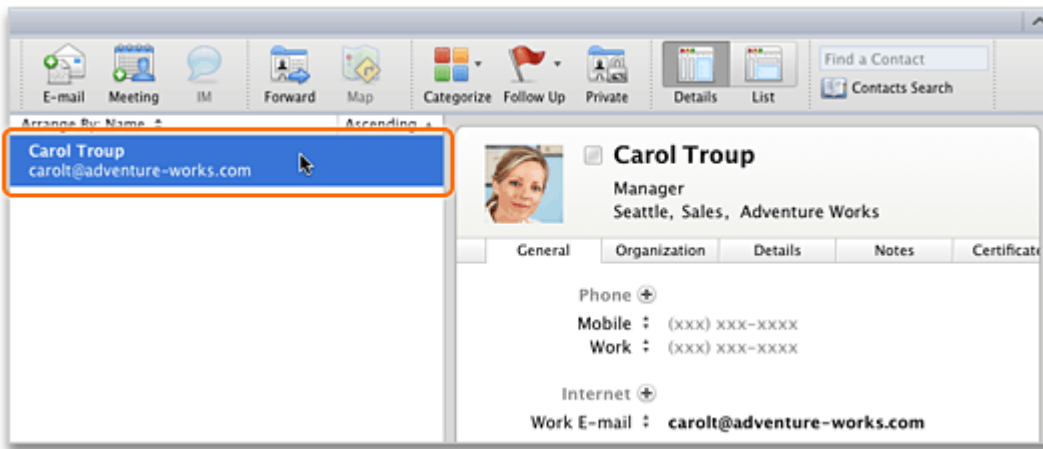 E-mail Meeting IM Forward Map Categorize Follow Up Private Details List
Find a Contact
Contacts Search
Arrange By: Name Ascending
Carol Troup
carolt@adventure-works.com
Carol Troup
Manager
Seattle, Sales, Adventure Works
General Organization Details Notes Certificate
Phone
Mobile (xxx) xxx-xxxx
Work (xxx) xxx-xxxx
Internet
Work E-mail carolt@adventure-works.com